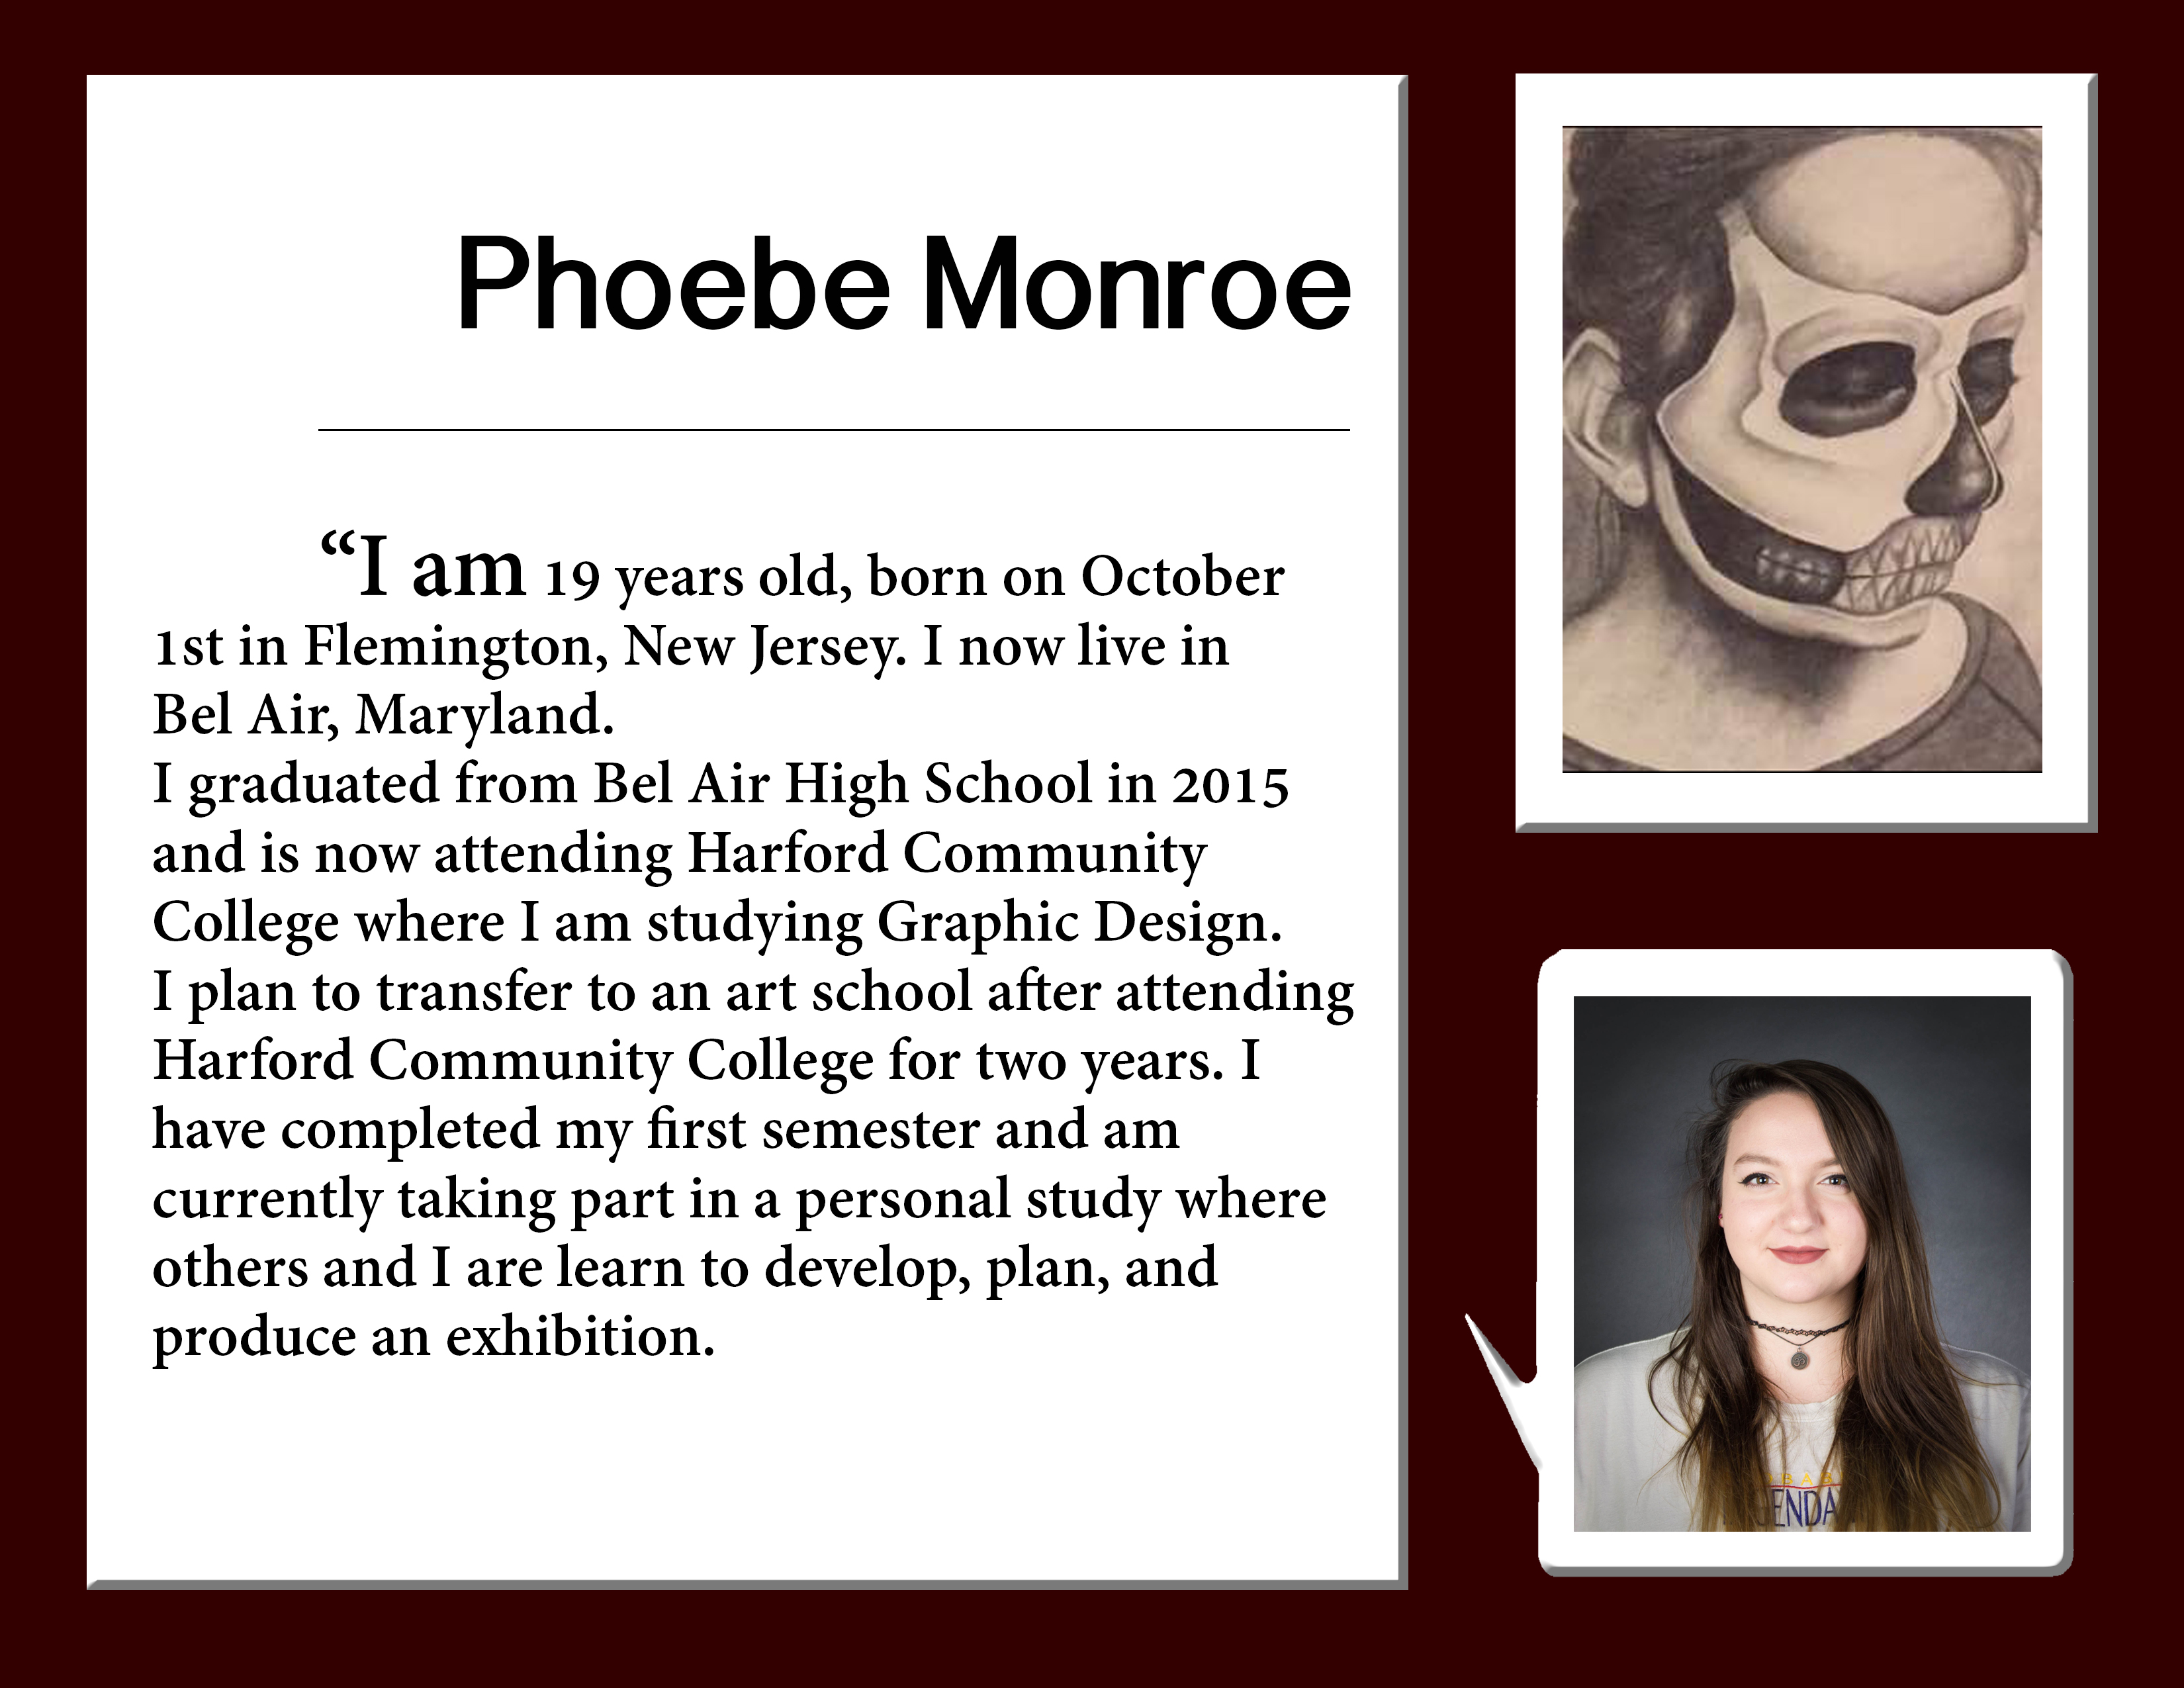 Phoebe Monroe
“I am 19 years old, born on October
1st in Flemington, New Jersey. I now live in
Bel Air, Maryland.
I graduated from Bel Air High School in 2015
and is now attending Harford Community
College where I am studying Graphic Design.
I plan to transfer to an art school after attending
Harford Community College for two years. I
have completed my first semester and am
currently taking part in a personal study where
others and I are learn to develop, plan, and
produce an exhibition.